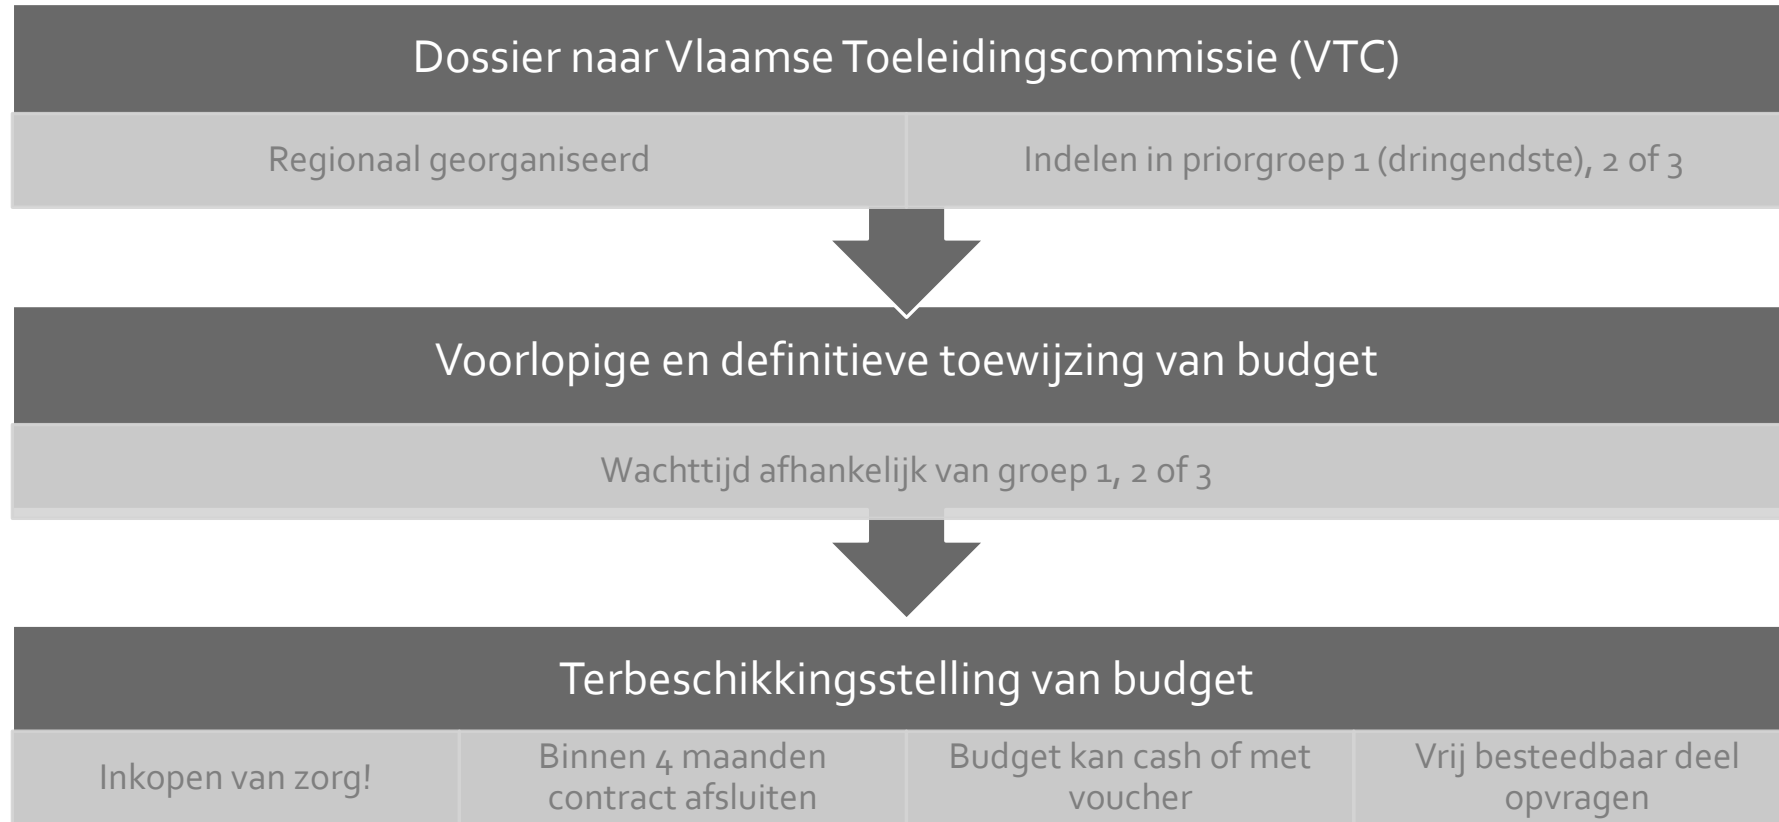 Dossier naar Vlaamse Toeleidingscommissie (VTC)
Regionaal georganiseerd
Indelen in priorgroep 1 (dringendste), 2 of 3
Voorlopige en definitieve toewijzing van budget
Wachttijd afhankelijk van groep 1, 2 of 3
Terbeschikkingsstelling van budget
Inkopen van zorg!
Binnen 4 maanden
contract afsluiten
Budget kan cash of met
voucher
Vrij besteedbaar deel
opvragen